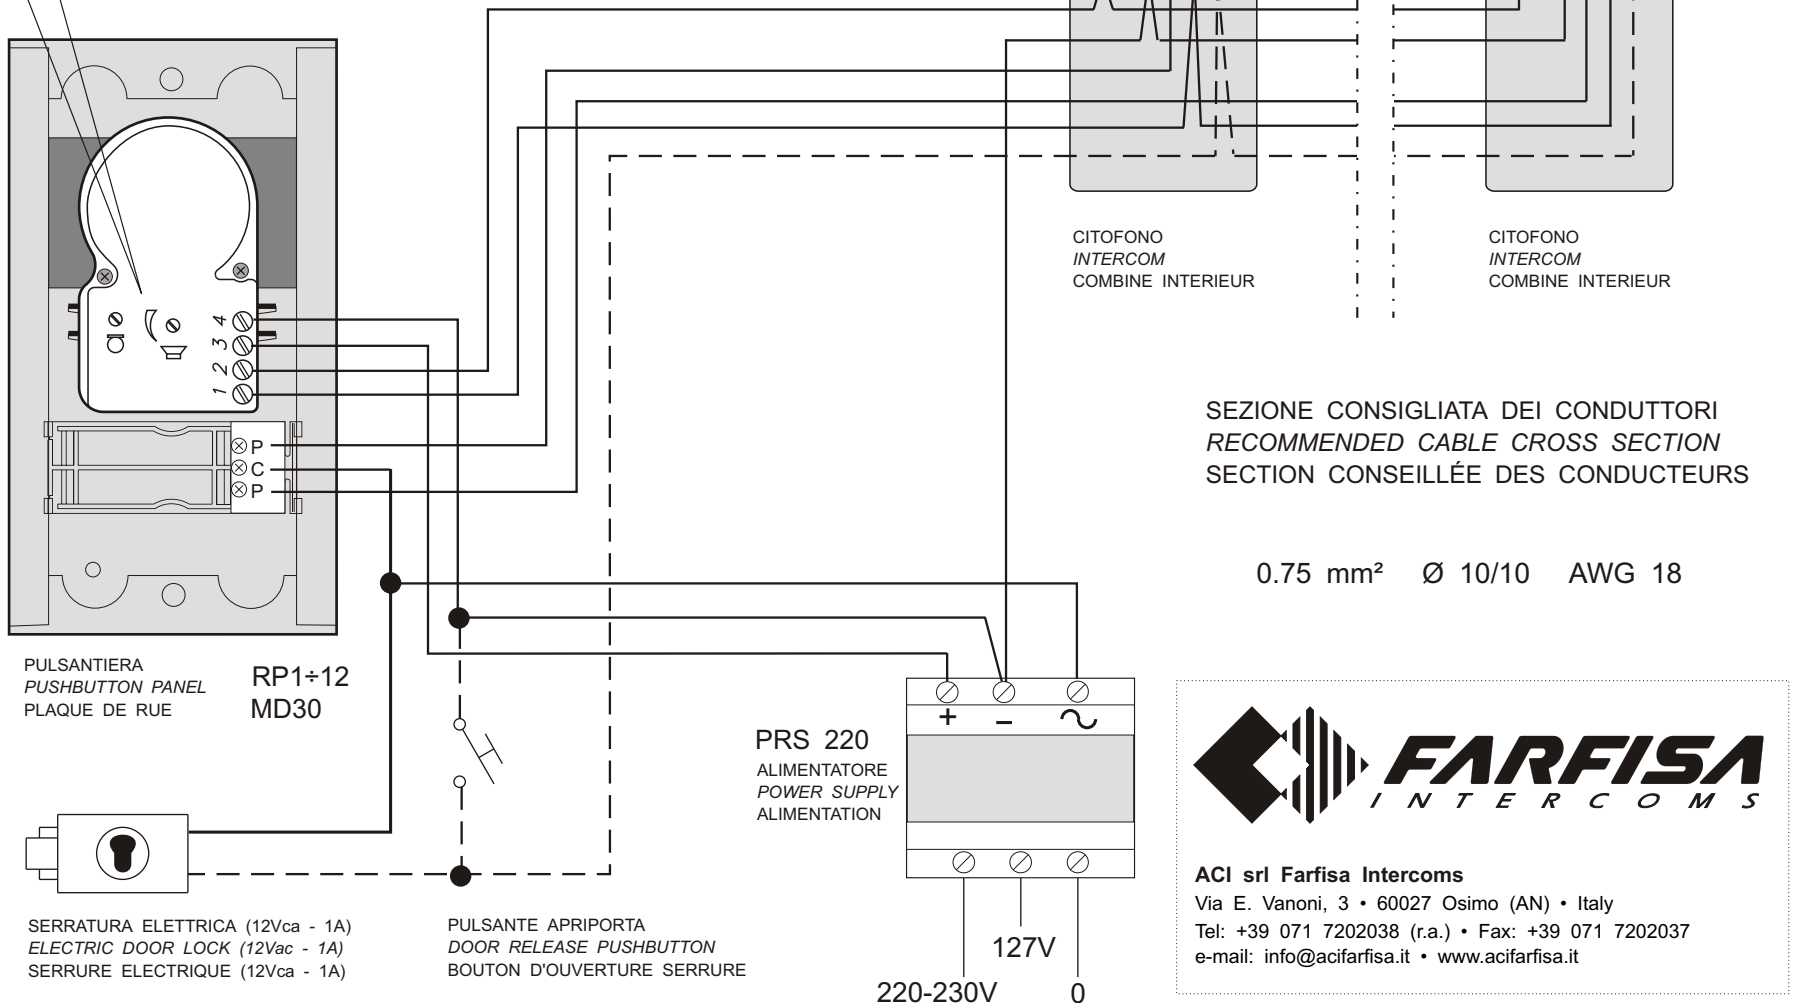 CITOFONO
INTERCOM
COMBINE INTERIEUR
CITOFONO
INTERCOM
COMBINE INTERIEUR
4
3
2
1
P
C
P
SEZIONE CONSIGLIATA DEI CONDUTTORI
RECOMMENDED CABLE CROSS SECTION
SECTION CONSEILLÉE DES CONDUCTEURS
0.75 mm² Ø 10/10 AWG 18
PULSANTIERA
PUSHBUTTON PANEL
PLAQUE DE RUE
RP1÷12
MD30
+ – ~
PRS 220
ALIMENTATORE
POWER SUPPLY
ALIMENTATION
127V
220-230V 0
SERRATURA ELETTRICA (12Vca - 1A)
ELECTRIC DOOR LOCK (12Vac - 1A)
SERRURE ELECTRIQUE (12Vca - 1A)
PULSANTE APRIPORTA
DOOR RELEASE PUSHBUTTON
BOUTON D'OUVERTURE SERRURE
FARFISA
INTERCOMS
ACI srl Farfisa Intercoms
Via E. Vanoni, 3 • 60027 Osimo (AN) • Italy
Tel: +39 071 7202038 (r.a.) • Fax: +39 071 7202037
e-mail: info@acifarfisa.it • www.acifarfisa.it